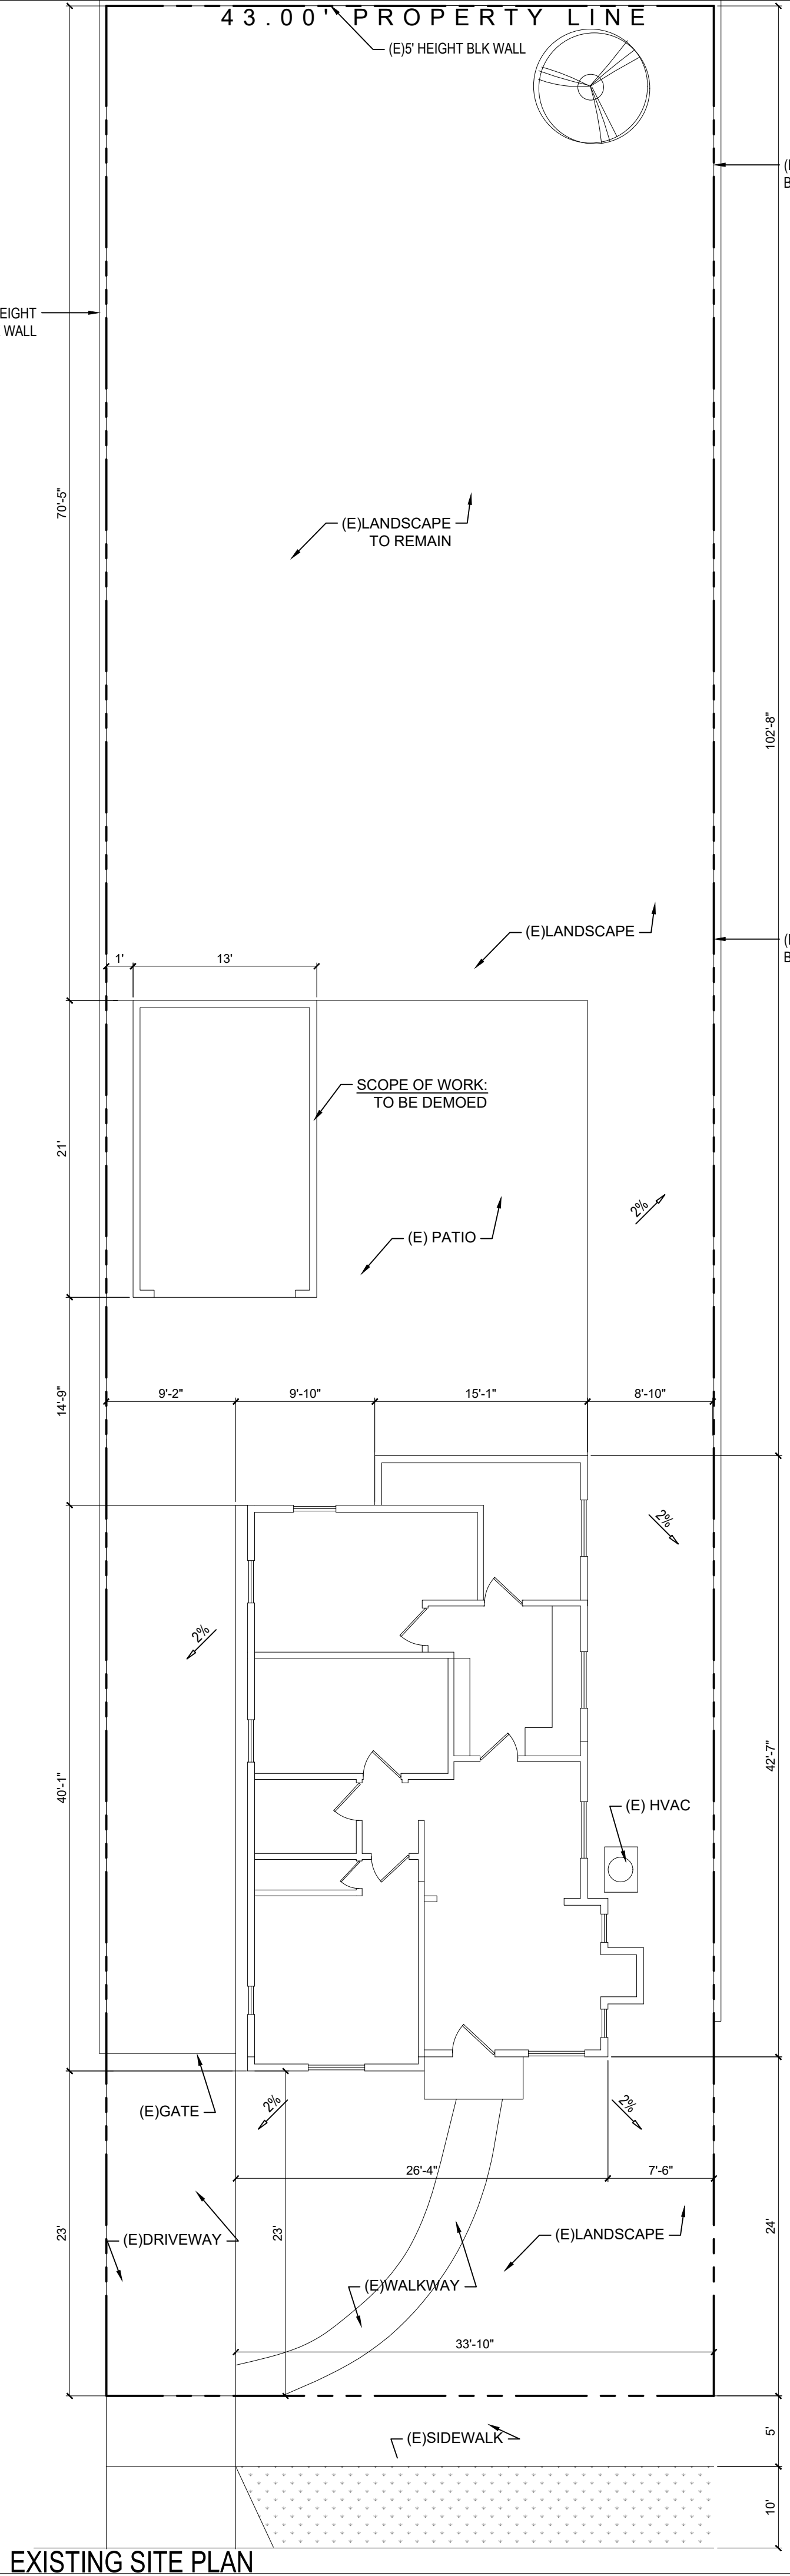 43.00' PROPERTY LINE
(E)5' HEIGHT BLK WALL
EIGHT
WALL
70'-5"
(E)LANDSCAPE
TO REMAIN
102'-8"
(E)LANDSCAPE
1'
13'
SCOPE OF WORK:
TO BE DEMOED
21'
2%
(E) PATIO
14'-9"
9'-2"
9'-10"
15'-1"
8'-10"
2%
2%
40'-1"
42'-7"
(E) HVAC
(E)GATE
2%
2%
26'-4"
7'-6"
23'
(E)DRIVEWAY
23'
(E)LANDSCAPE
24'
(E)WALKWAY
33'-10"
(E)SIDEWALK
5'
10'
EXISTING SITE PLAN